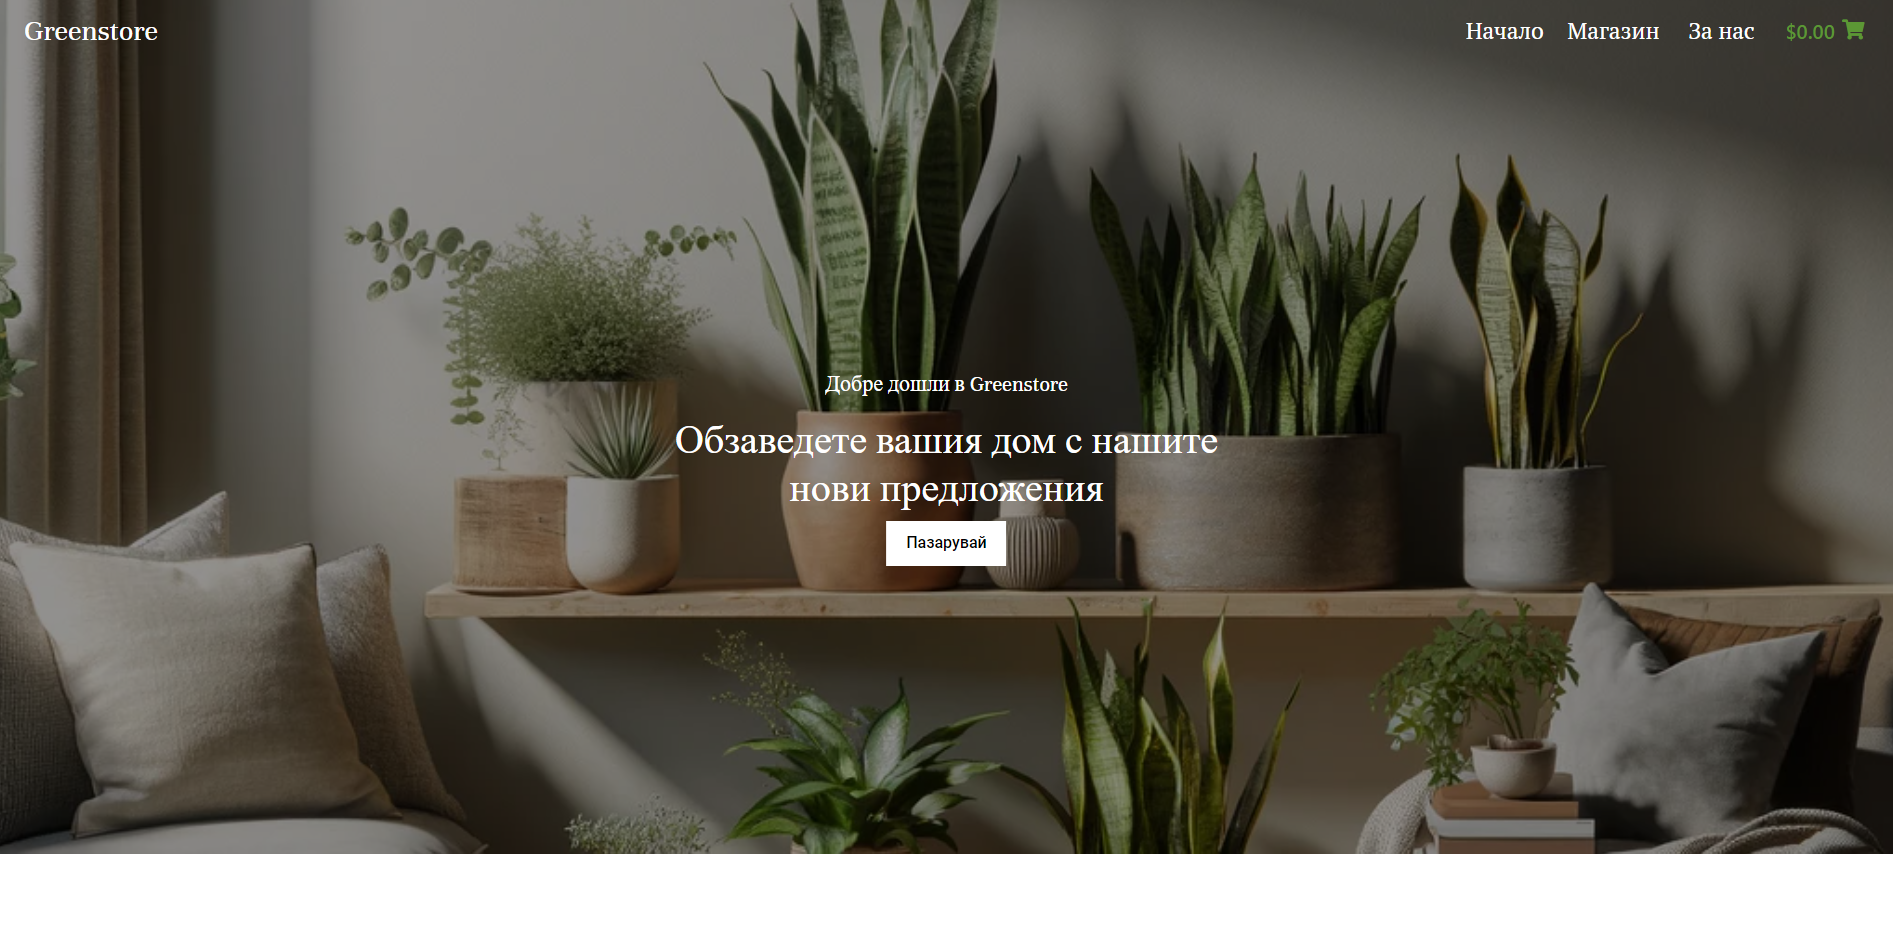 Greenstore
Начало Магазин За нас $0.00
Добре дошли в Greenstore
Обзаведете вашия дом с нашите
нови предложения
Пазарувай